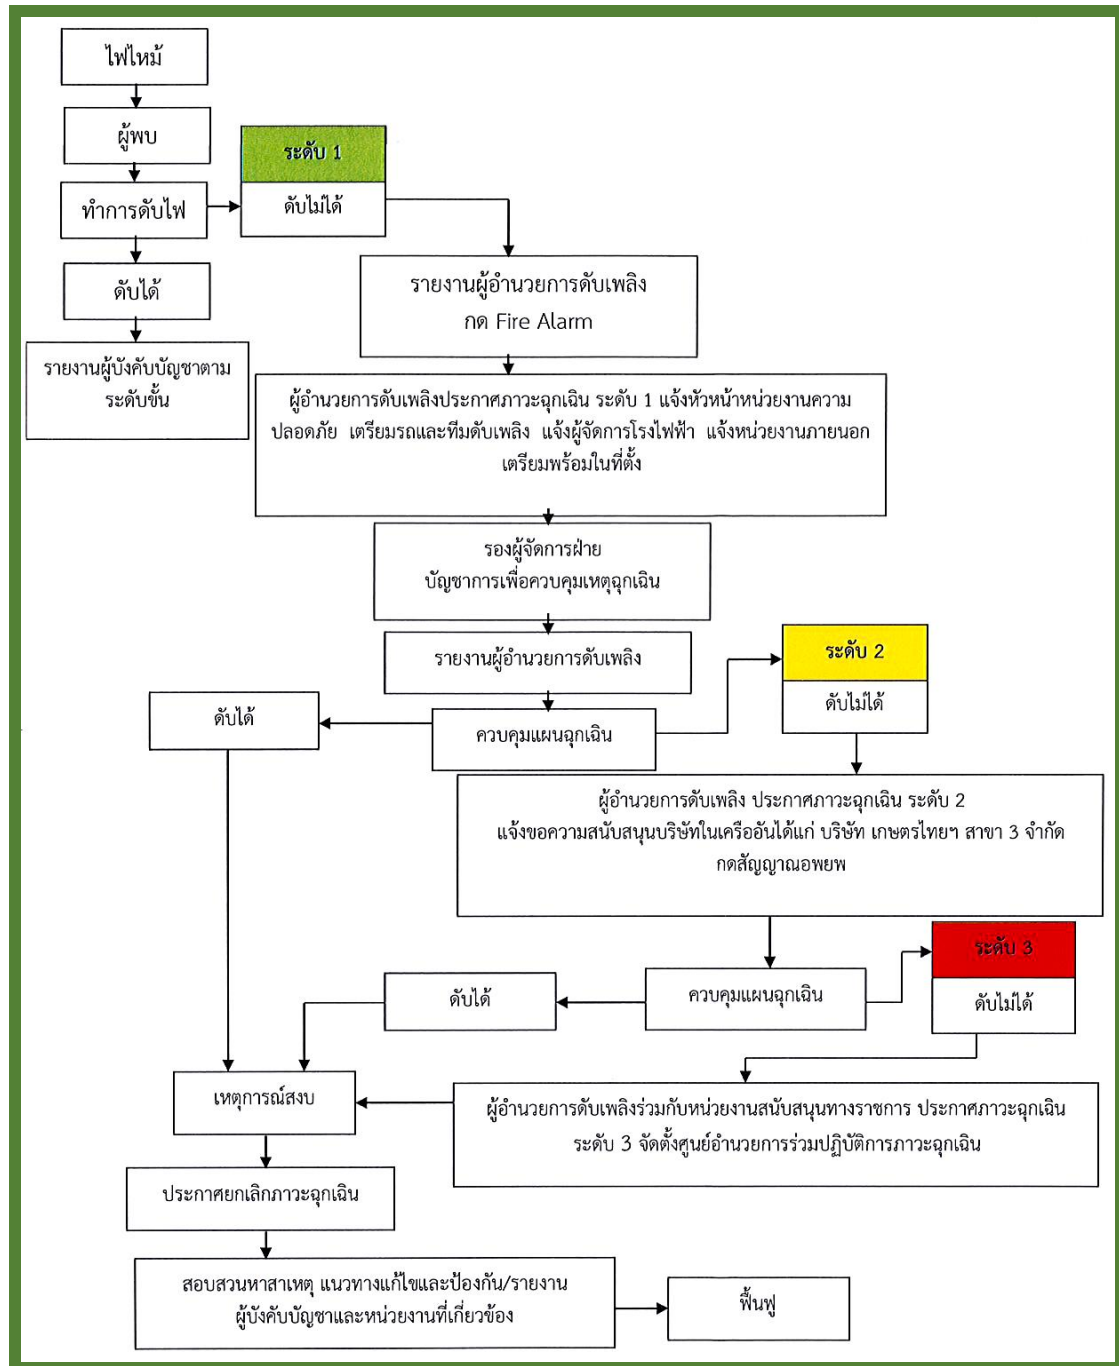 ไฟไหม้
ผู้พบ
ระดับ 1
ทำการดับไฟ
ดับไม่ได้
ดับได้
รายงานผู้อำนวยการดับเพลิง
กด Fire Alarm
รายงานผู้บังคับบัญชาตาม
ระดับขั้น
ผู้อำนวยการดับเพลิงประกาศภาวะฉุกเฉิน ระดับ 1 แจ้งหัวหน้าหน่วยงานความ
ปลอดภัย เตรียมรถและทีมดับเพลิง แจ้งผู้จัดการโรงไฟฟ้า แจ้งหน่วยงานภายนอก
เตรียมพร้อมในที่ตั้ง
รองผู้จัดการฝ่าย
บัญชาการเพื่อควบคุมเหตุฉุกเฉิน
รายงานผู้อำนวยการดับเพลิง
ระดับ 2
ดับไม่ได้
ดับได้
ควบคุมแผนฉุกเฉิน
ผู้อำนวยการดับเพลิง ประกาศภาวะฉุกเฉิน ระดับ 2
แจ้งขอความสนับสนุนบริษัทในเครืออันได้แก่ บริษัท เกษตรไทยฯ สาขา 3 จำกัด
กดสัญญาณอพยพ
ระดับ 3
ดับได้
ควบคุมแผนฉุกเฉิน
ดับไม่ได้
เหตุการณ์สงบ
ผู้อำนวยการดับเพลิงร่วมกับหน่วยงานสนับสนุนทางราชการ ประกาศภาวะฉุกเฉิน
ระดับ 3 จัดตั้งศูนย์อำนวยการร่วมปฏิบัติการภาวะฉุกเฉิน
ประกาศยกเลิกภาวะฉุกเฉิน
สอบสวนหาสาเหตุ แนวทางแก้ไขและป้องกัน/รายงาน
ผู้บังคับบัญชาและหน่วยงานที่เกี่ยวข้อง
ฟื้นฟู